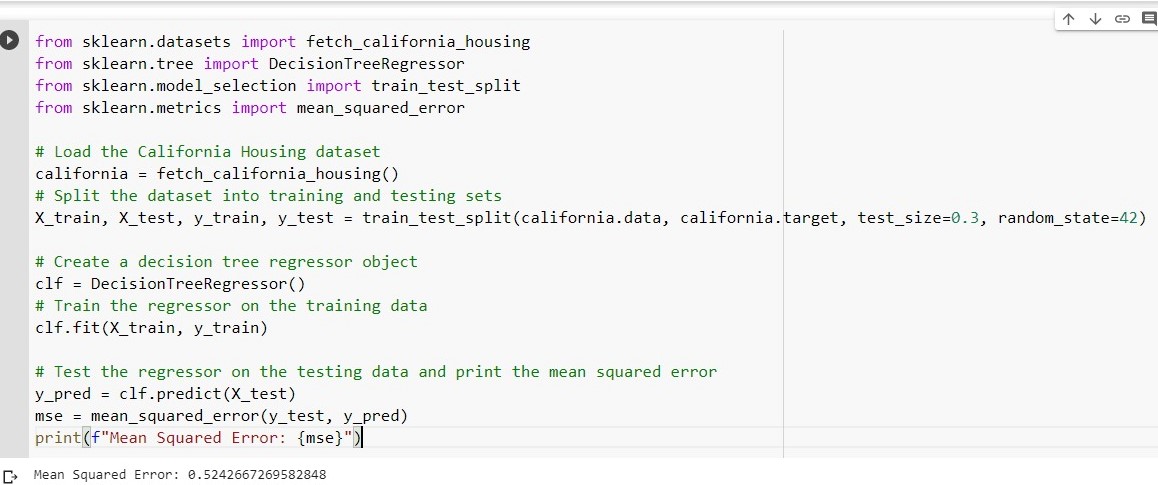 from sklearn.datasets import fetch_california_housing
from sklearn.tree import DecisionTreeRegressor
from sklearn.model_selection import train_test_split
from sklearn.metrics import mean_squared_error
# Load the California Housing dataset
california = fetch_california_housing()
# Split the dataset into training and testing sets
X_train, X_test, y_train, y_test = train_test_split(california.data, california.target, test_size=0.3, random_state=42)
# Create a decision tree regressor object
clf = DecisionTreeRegressor()
# Train the regressor on the training data
clf.fit(X_train, y_train)
# Test the regressor on the testing data and print the mean squared error
y_pred = clf.predict(X_test)
mse = mean_squared_error(y_test, y_pred)
print(f"Mean Squared Error: {mse}")
Mean Squared Error: 0.5242667269582848